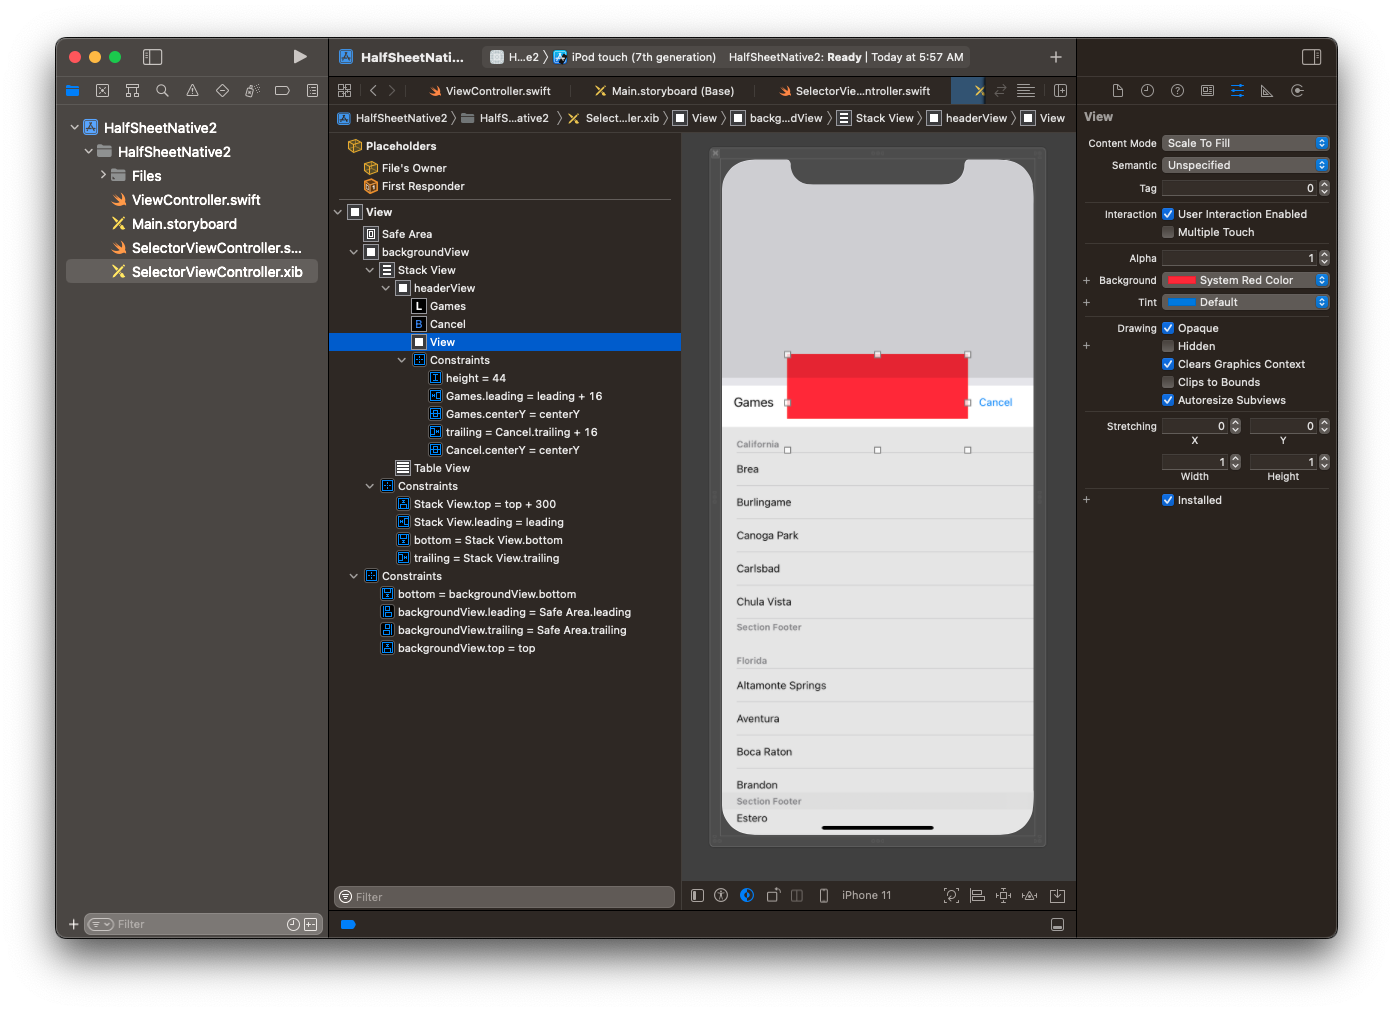 HalfSheetNati...
H...e2 〉 iPod touch (7th generation)
HalfSheetNative2: Ready | Today at 5:57 AM
ViewController.swift
Main.storyboard (Base)
SelectorVie...ntroller.swift
HalfSheetNative2 〉 HalfS...ative2 〉 Select...ler.xib 〉 View 〉 backg...dView 〉 Stack View 〉 headerView 〉 View
HalfSheetNative2
HalfSheetNative2
Files
ViewController.swift
Main.storyboard
SelectorViewController.s...
SelectorViewController.xib
Filter
Placeholders
File's Owner
First Responder
View
Safe Area
backgroundView
Stack View
headerView
L Games
B Cancel
View
Constraints
height = 44
Games.leading = leading + 16
Games.centerY = centerY
trailing = Cancel.trailing + 16
Cancel.centerY = centerY
Table View
Constraints
Stack View.top = top + 300
Stack View.leading = leading
bottom = Stack View.bottom
trailing = Stack View.trailing
Constraints
bottom = backgroundView.bottom
backgroundView.leading = Safe Area.leading
backgroundView.trailing = Safe Area.trailing
backgroundView.top = top
Filter
Games
Cancel
California
Brea
Burlingame
Canoga Park
Carlsbad
Chula Vista
Section Footer
Florida
Altamonte Springs
Aventura
Boca Raton
Brandon
Section Footer
Estero
iPhone 11
View
Content Mode Scale To Fill
Semantic Unspecified
Tag 0
Interaction User Interaction Enabled
Multiple Touch
Alpha 1
+ Background System Red Color
+ Tint Default
Drawing Opaque
+ Hidden
Clears Graphics Context
Clips to Bounds
Autoresize Subviews
Stretching 0 0
X Y
1 1
Width Height
+ Installed